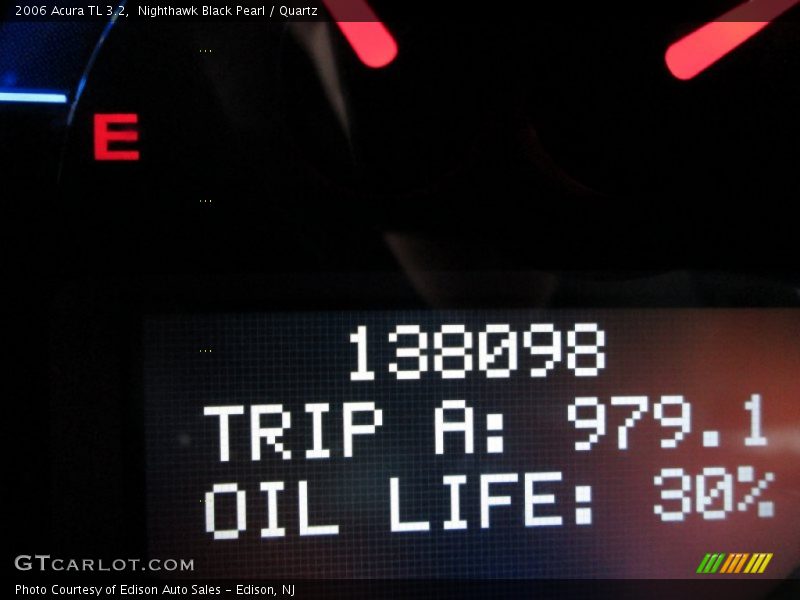 2006 Acura TL 3.2,  Nighthawk Black Pearl / Quartz
E
138098
TRIP A: 979.1
OIL LIFE: 30%
GTCARLOT.COM
Photo Courtesy of Edison Auto Sales - Edison, NJ